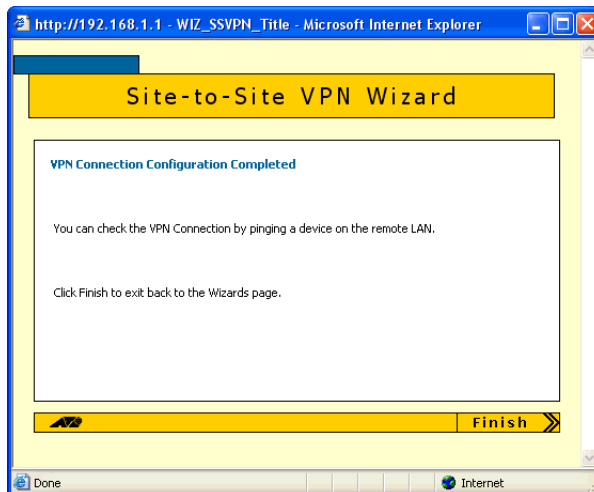 http://192.168.1.1 - WIZ_SSVPN_Title - Microsoft Internet Explorer
Site-to-Site VPN Wizard
VPN Connection Configuration Completed
You can check the VPN Connection by pinging a device on the remote LAN.
Click Finish to exit back to the Wizards page.
Finish
Done
Internet